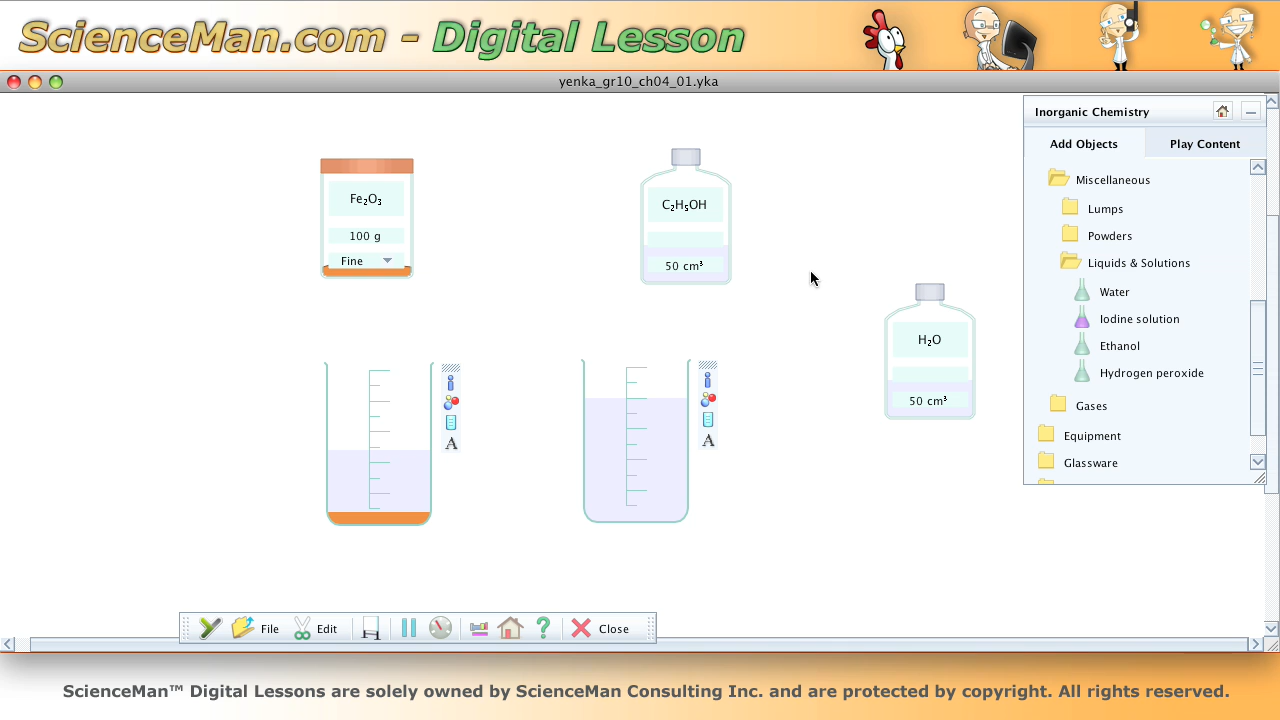 ScienceMan.com - Digital Lesson
yenka_gr10_ch04_01.yka
Inorganic Chemistry
Add Objects
Play Content
Miscellaneous
Lumps
Powders
Liquids & Solutions
Water
Iodine solution
Ethanol
Hydrogen peroxide
Gases
Equipment
Glassware
Fe₂O₃
100 g
Fine
C₂H₅OH
50 cm³
H₂O
50 cm³
A
A
File
Edit
?
Close
ScienceMan™ Digital Lessons are solely owned by ScienceMan Consulting Inc. and are protected by copyright. All rights reserved.